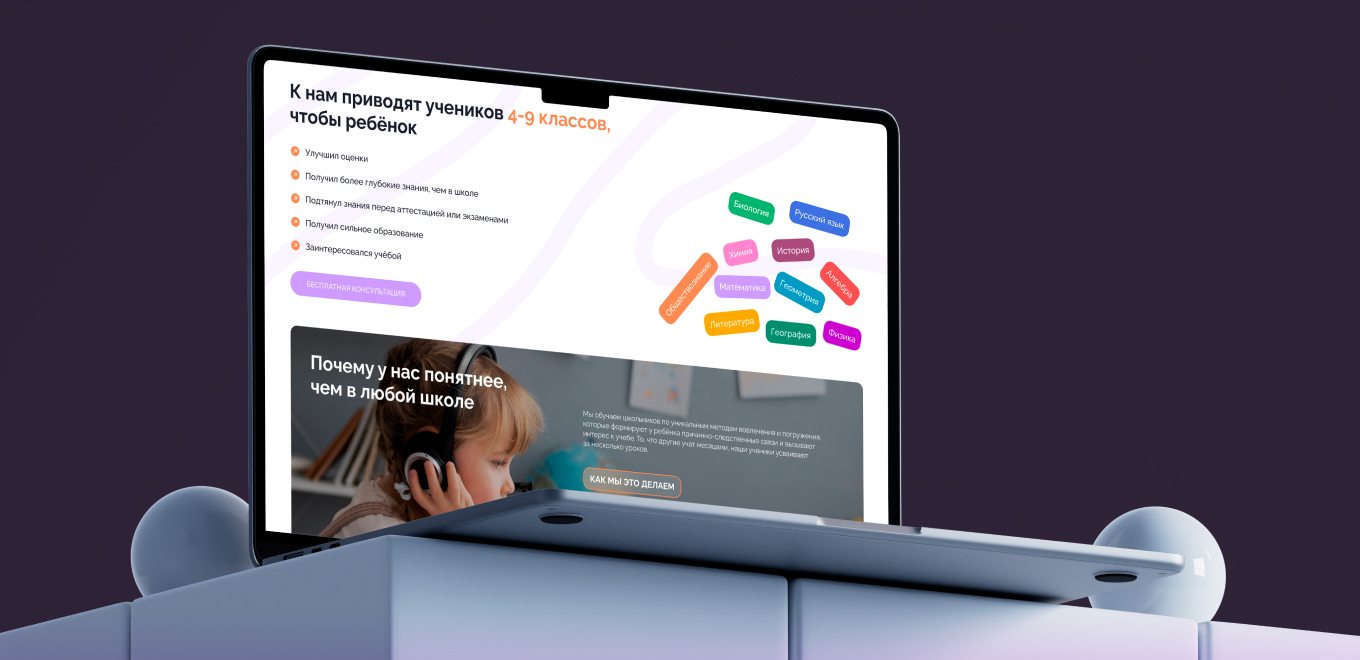 К нам приводят учеников 4-9 классов,
чтобы ребёнок
Улучшил оценки
Получил более глубокие знания, чем в школе
Подтянул знания перед аттестацией или экзаменами
Получил сильное образование
Заинтересовался учёбой
БЕСПЛАТНАЯ КОНСУЛЬТАЦИЯ
Биология
Русский язык
Химия
История
Обществознание
Математика
Геометрия
Алгебра
Литература
География
Физика
Почему у нас понятнее,
чем в любой школе
Мы обучаем школьников по уникальным методам вовлечения и погружения,
которые формируют у ребёнка причинно-следственные связи и вызывают
интерес к учебе. То, что другие учат месяцами, наши ученики усваивают
за несколько уроков.
КАК МЫ ЭТО ДЕЛАЕМ